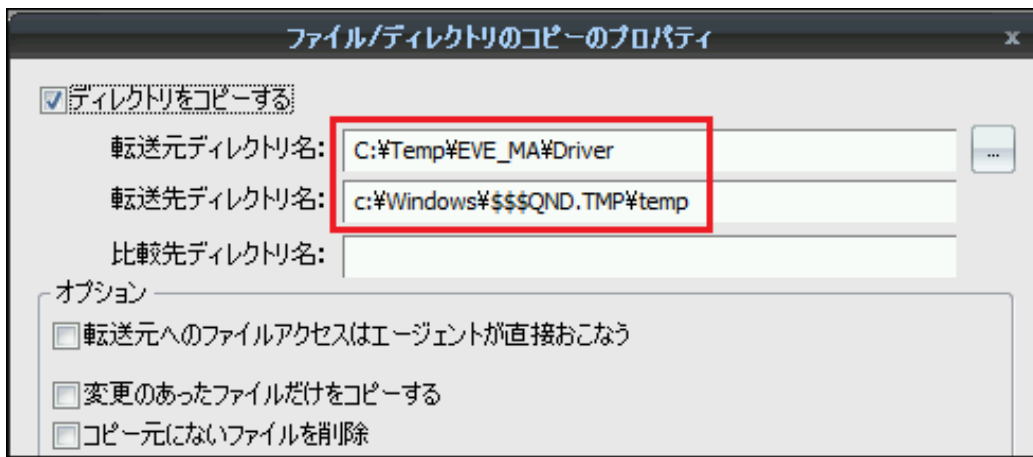 ファイル/ディレクトリのコピーのプロパティ x
ディレクトリをコピーする
転送元ディレクトリ名: C:¥Temp¥EVE_MA¥Driver ...
転送先ディレクトリ名: c:¥Windows¥$$$QND.TMP¥temp
比較先ディレクトリ名:
オプション
転送元へのファイルアクセスはエージェントが直接おこなう
変更のあったファイルだけをコピーする
コピー元にないファイルを削除